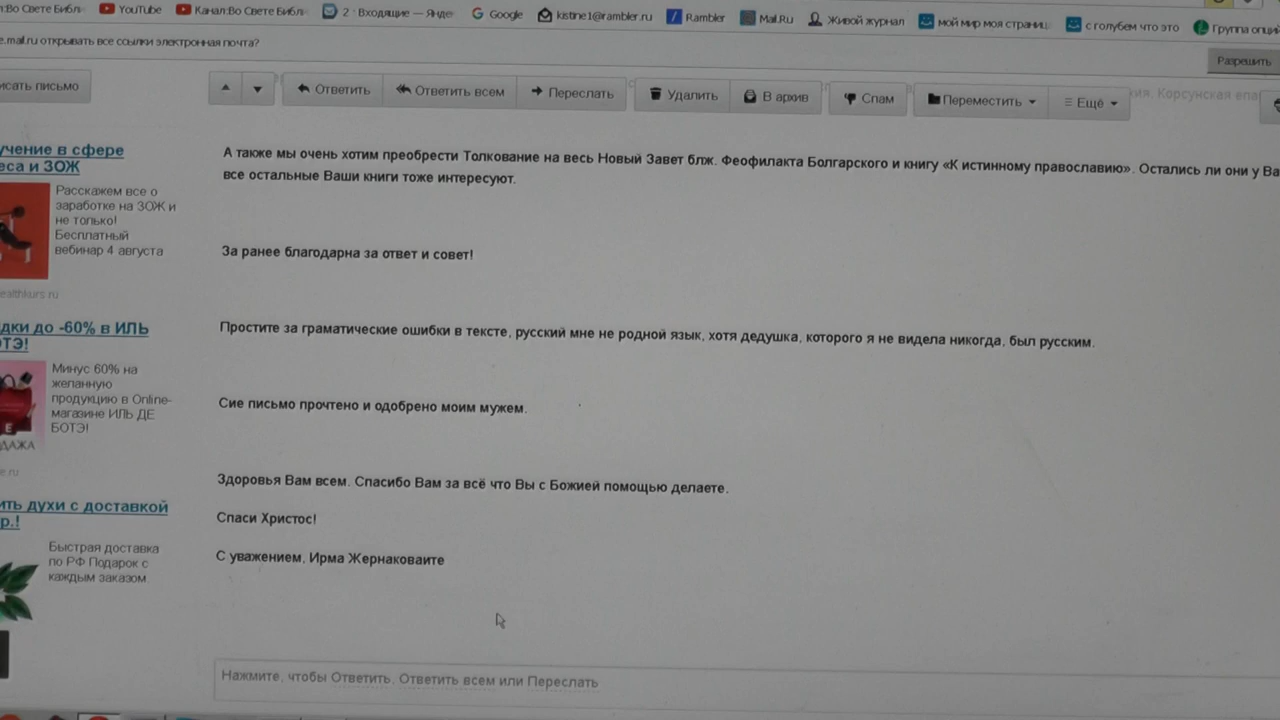 л:Во Свете Библ YouTube Канал:Во Свете Библ 2 · Входящие — Янде Google kistine1@rambler.ru Rambler Mail.Ru Живой журнал мой мир моя страниц с голубем что это Группа опций
e.mail.ru открывать все ссылки электронная почта?
Разрешить
исать письмо
Ответить Ответить всем Переслать Удалить В архив Спам Переместить Ещё
кия. Корсунская епа
А также мы очень хотим преобрести Толкование на весь Новый Завет блж. Феофилакта Болгарского и книгу «К истинному православию». Остались ли они у Ва
все остальные Ваши книги тоже интересуют.
За ранее благодарна за ответ и совет!
Простите за граматические ошибки в тексте, русский мне не родной язык, хотя дедушка, которого я не видела никогда, был русским.
Сие письмо прочтено и одобрено моим мужем.
Здоровья Вам всем. Спасибо Вам за всё что Вы с Божией помощью делаете.
Спаси Христос!
С уважением, Ирма Жернаковаите
Нажмите, чтобы Ответить, Ответить всем или Переслать
учение в сфере
еса и ЗОЖ
Расскажем все о
заработке на ЗОЖ и
не только!
Бесплатный
вебинар 4 августа
ealthkurs.ru
дки до -60% в ИЛЬ
ОТЭ!
Минус 60% на
желанную
продукцию в Online-
магазине ИЛЬ ДЕ
БОТЭ!
ДАЖА
e.ru
ить духи с доставкой
р.!
Быстрая доставка
по РФ Подарок с
каждым заказом